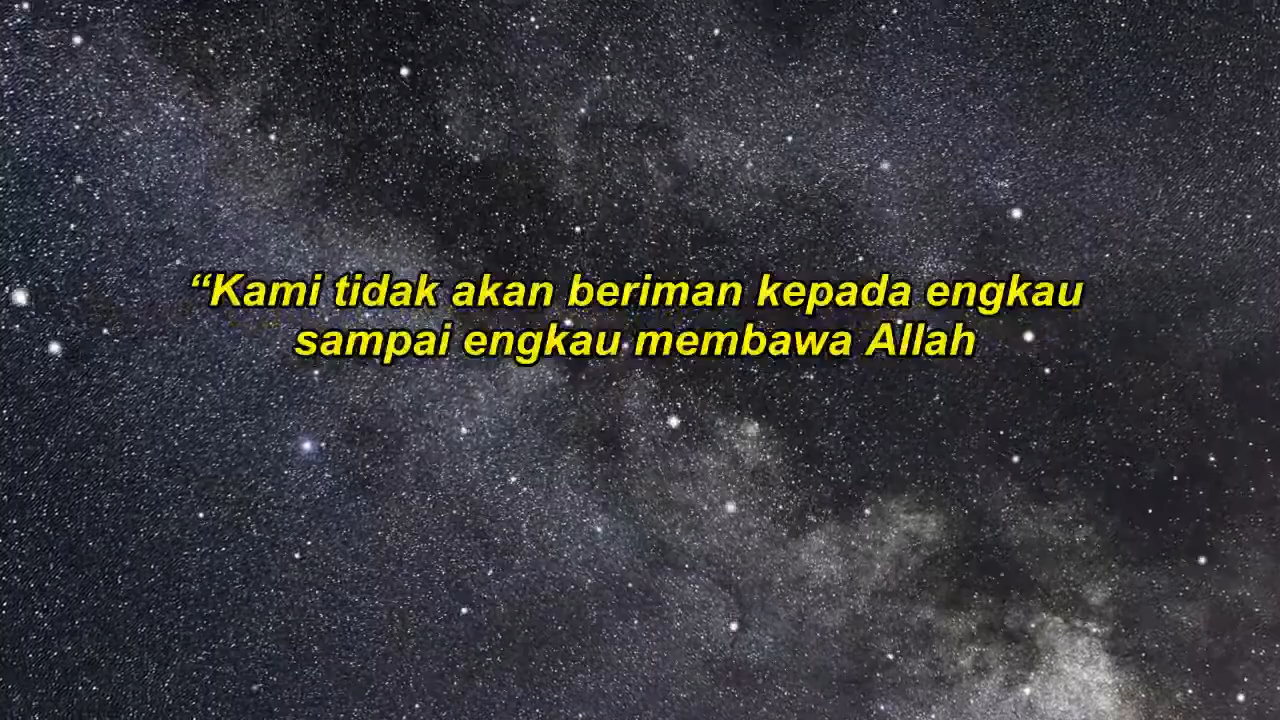 “Kami tidak akan beriman kepada engkau
sampai engkau membawa Allah